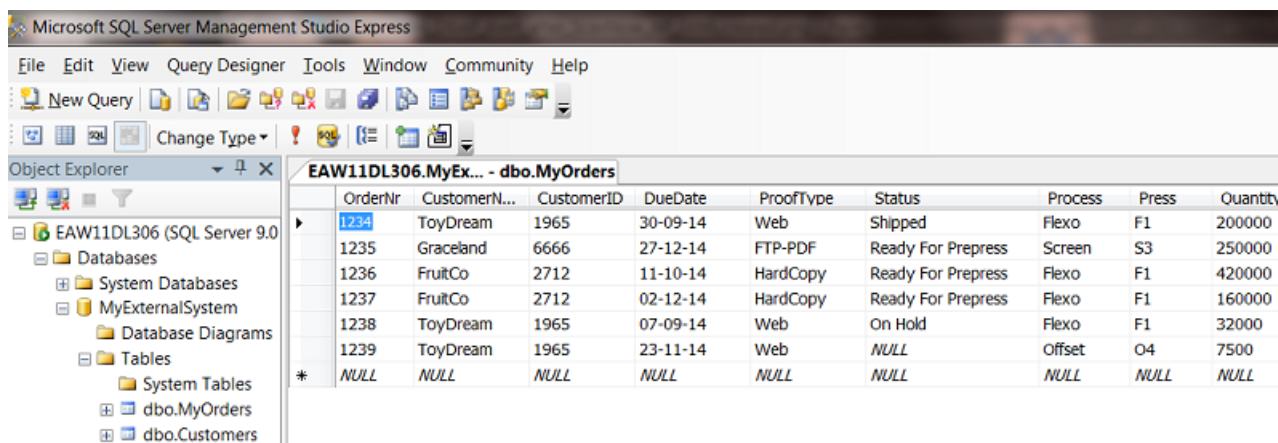 Microsoft SQL Server Management Studio Express
File Edit View Query Designer Tools Window Community Help
New Query
SQL Change Type
Object Explorer
EAW11DL306.MyEx... - dbo.MyOrders
EAW11DL306 (SQL Server 9.0
Databases
System Databases
MyExternalSystem
Database Diagrams
Tables
System Tables
dbo.MyOrders
dbo.Customers
OrderNr CustomerN... CustomerID DueDate ProofType Status Process Press Quantity
1234 ToyDream 1965 30-09-14 Web Shipped Flexo F1 200000
1235 Graceland 6666 27-12-14 FTP-PDF Ready For Prepress Screen S3 250000
1236 FruitCo 2712 11-10-14 HardCopy Ready For Prepress Flexo F1 420000
1237 FruitCo 2712 02-12-14 HardCopy Ready For Prepress Flexo F1 160000
1238 ToyDream 1965 07-09-14 Web On Hold Flexo F1 32000
1239 ToyDream 1965 23-11-14 Web NULL Offset O4 7500
* NULL NULL NULL NULL NULL NULL NULL NULL NULL